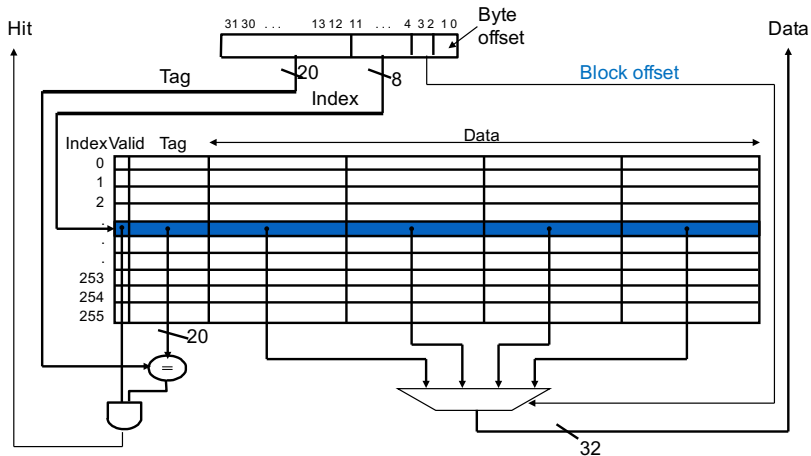 Hit
31 30 . . . 13 12 11 ... 4 3 2 1 0
Byte
offset
Data
Tag
20
8
Block offset
Index
Index Valid Tag Data
0
1
2
.
.
.
253
254
255
20
=
32